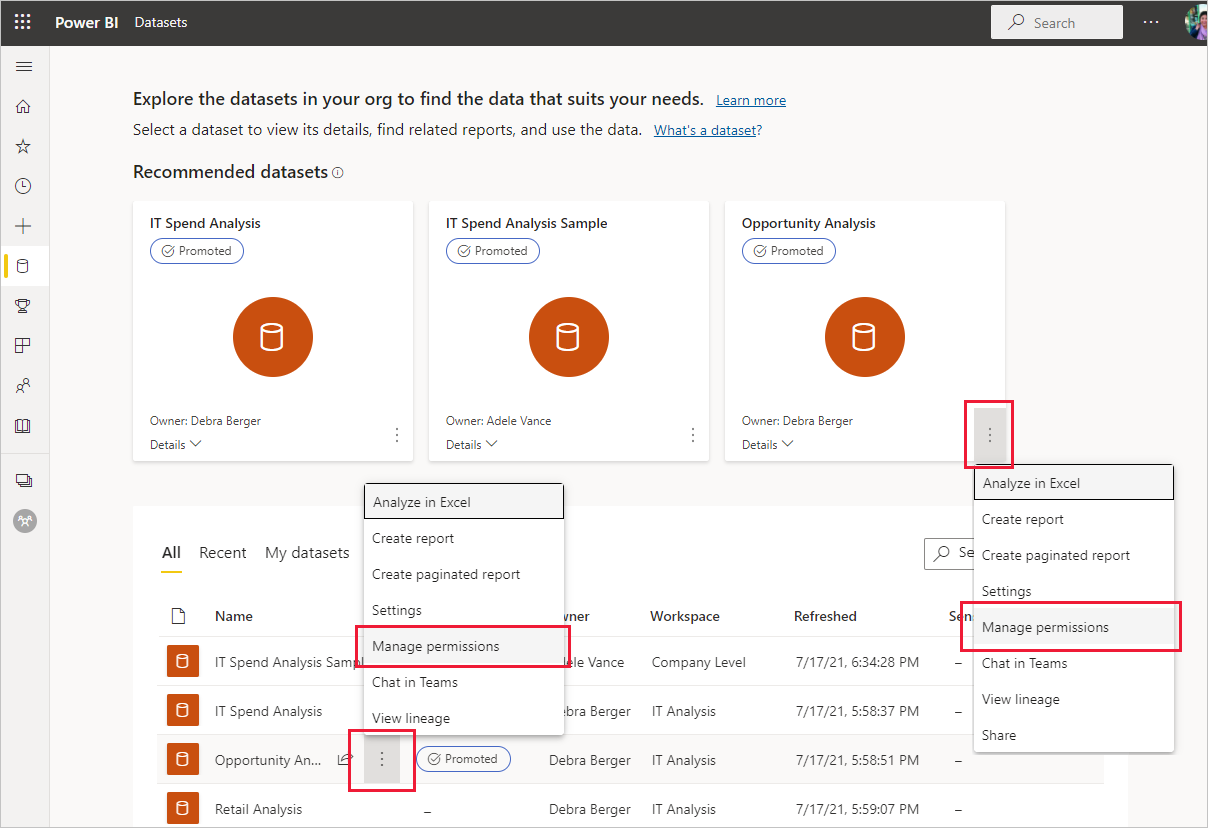 Power BI Datasets
Search
Explore the datasets in your org to find the data that suits your needs. Learn more
Select a dataset to view its details, find related reports, and use the data. What's a dataset?
Recommended datasets
IT Spend Analysis
Promoted
Owner: Debra Berger
Details
IT Spend Analysis Sample
Promoted
Owner: Adele Vance
Details
Opportunity Analysis
Promoted
Owner: Debra Berger
Details
Analyze in Excel
Create report
Create paginated report
Settings
Manage permissions
Chat in Teams
View lineage
Share
Analyze in Excel
Create report
Create paginated report
Settings
Manage permissions
Chat in Teams
View lineage
All Recent My datasets
Name Workspace Refreshed
IT Spend Analysis Vance Company Level 7/17/21, 6:34:28 PM –
IT Spend Analysis Berger IT Analysis 7/17/21, 5:58:37 PM –
Opportunity An... Promoted Debra Berger IT Analysis 7/17/21, 5:58:51 PM –
Retail Analysis – Debra Berger IT Analysis 7/17/21, 5:59:07 PM –